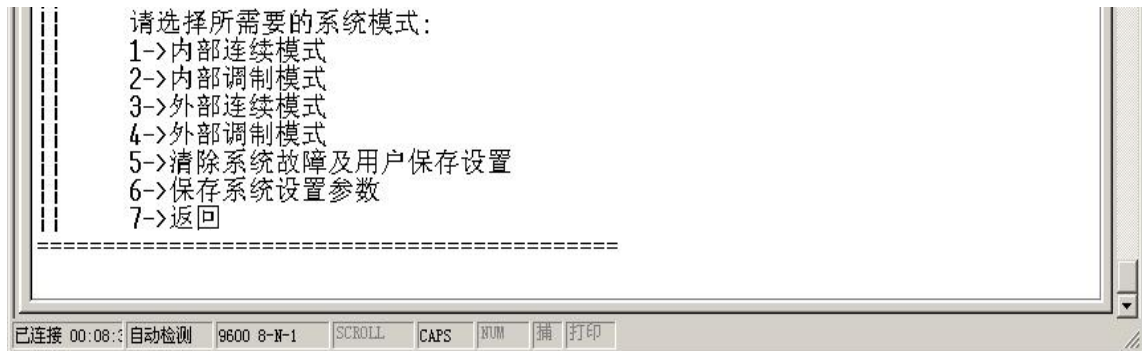 请选择所需要的系统模式:
1->内部连续模式
2->内部调制模式
3->外部连续模式
4->外部调制模式
5->清除系统故障及用户保存设置
6->保存系统设置参数
7->返回
============================================
已连接 00:08: 自动检测 9600 8-N-1 SCROLL CAPS NUM 捕 打印